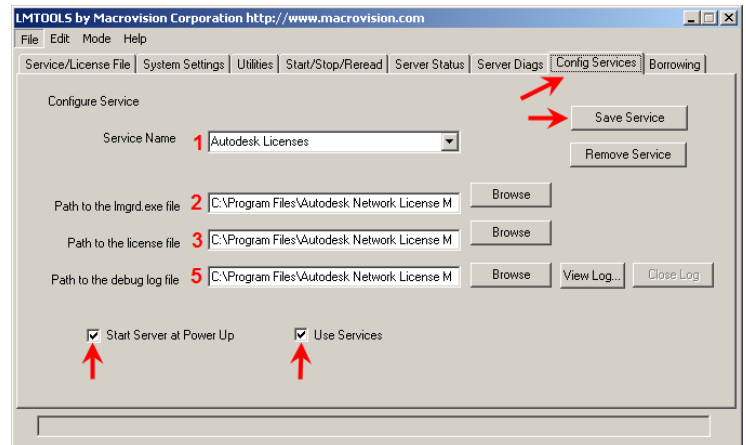 LMTOOLS by Macrovision Corporation http://www.macrovision.com
File Edit Mode Help
Service/License File System Settings Utilities Start/Stop/Reread Server Status Server Diags Config Services Borrowing
Configure Service
Save Service
Service Name 1 Autodesk Licenses
Remove Service
Path to the lmgrd.exe file 2 C:\Program Files\Autodesk Network License M Browse
Path to the license file 3 C:\Program Files\Autodesk Network License M Browse
Path to the debug log file 5 C:\Program Files\Autodesk Network License M Browse View Log... Close Log
Start Server at Power Up Use Services